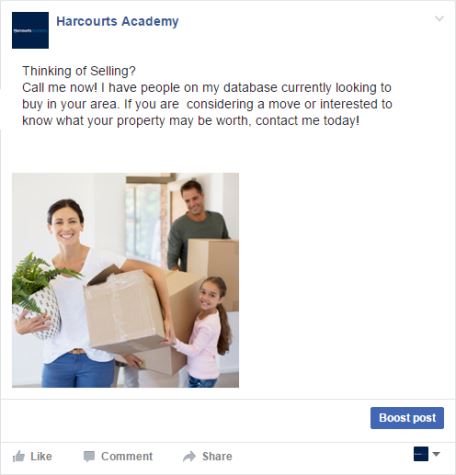 Harcourts Academy
Thinking of Selling?
Call me now! I have people on my database currently looking to
buy in your area. If you are  considering a move or interested to
know what your property may be worth, contact me today!
Boost post
Like
Comment
Share